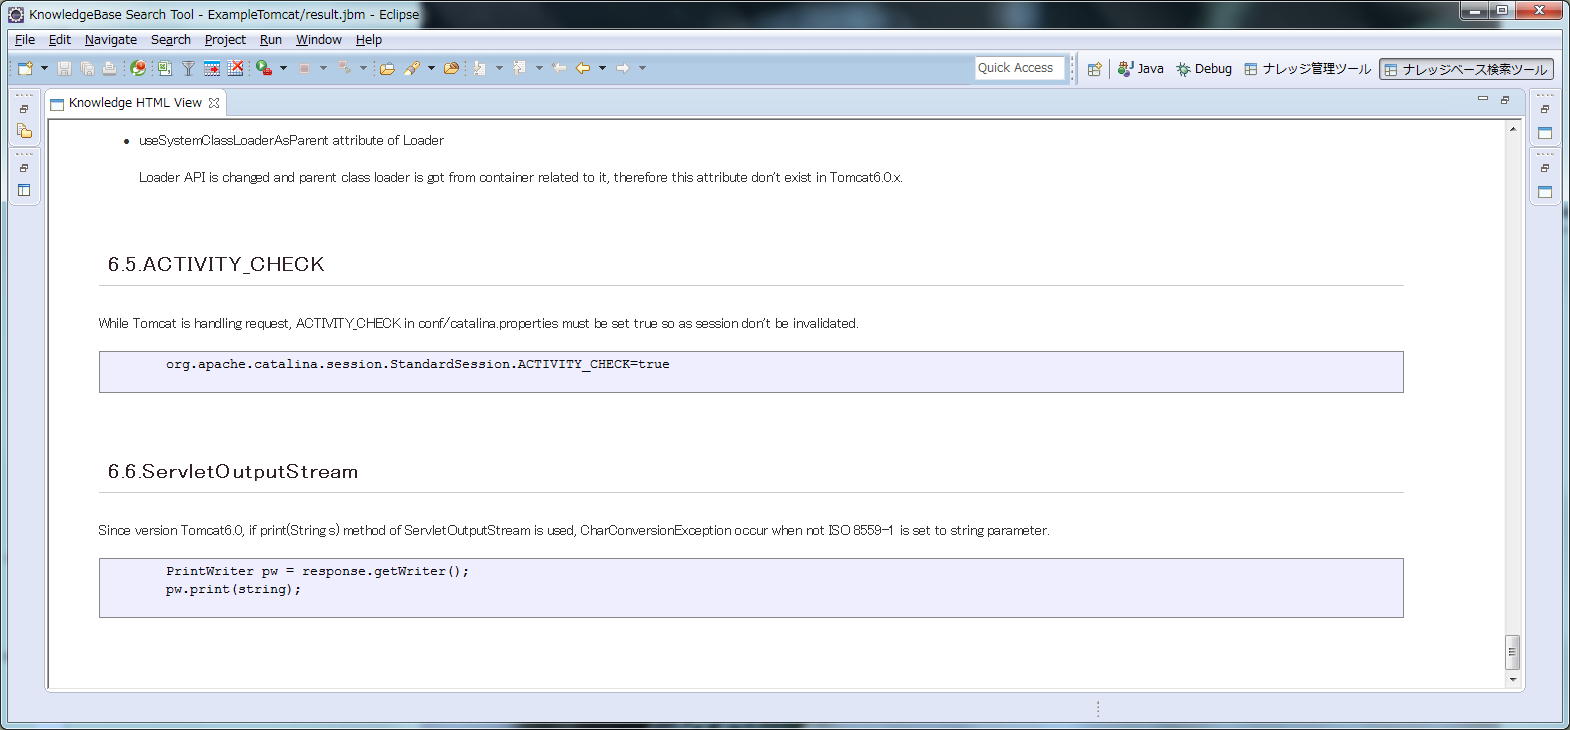 KnowledgeBase Search Tool - ExampleTomcat/result.jbm - Eclipse
File Edit Navigate Search Project Run Window Help
Quick Access Java Debug ナレッジ管理ツール ナレッジベース検索ツール
Knowledge HTML View
• useSystemClassLoaderAsParent attribute of Loader
Loader API is changed and parent class loader is got from container related to it, therefore this attribute don't exist in Tomcat6.0.x.
6.5.ACTIVITY_CHECK
While Tomcat is handling request, ACTIVITY_CHECK in conf/catalina.properties must be set true so as session don't be invalidated.
org.apache.catalina.session.StandardSession.ACTIVITY_CHECK=true
6.6.ServletOutputStream
Since version Tomcat6.0, if print(String s) method of ServletOutputStream is used, CharConversionException occur when not ISO 8559-1 is set to string parameter.
PrintWriter pw = response.getWriter();
pw.print(string);